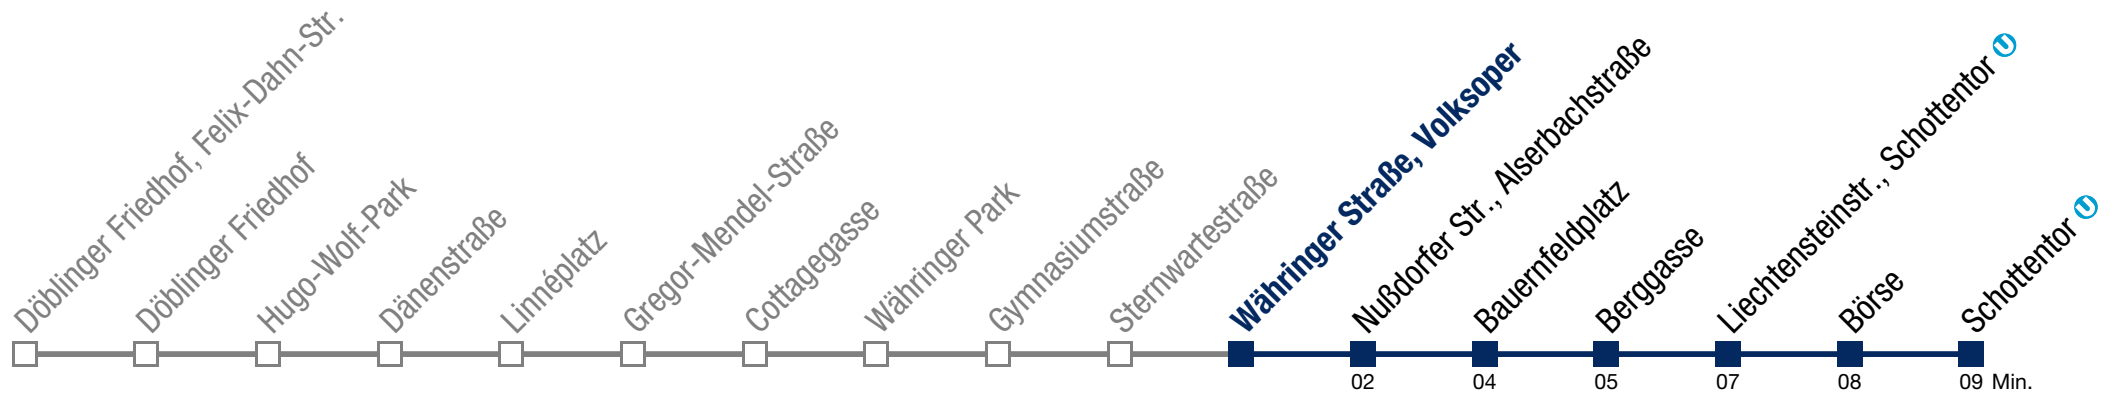 Döblinger Friedhof, Felix-Dahn-Str.
Döblinger Friedhof
Hugo-Wolf-Park
Dänenstraße
Linnéplatz
Gregor-Mendel-Straße
Cottagegasse
Währinger Park
Gymnasiumstraße
Sternwartestraße
Währinger Straße, Volksoper
Nußdorfer Str., Alserbachstraße
Bauernfeldplatz
Berggasse
Liechtensteinstr., Schottentor U
Börse
Schottentor U
02 04 05 07 08 09 Min.